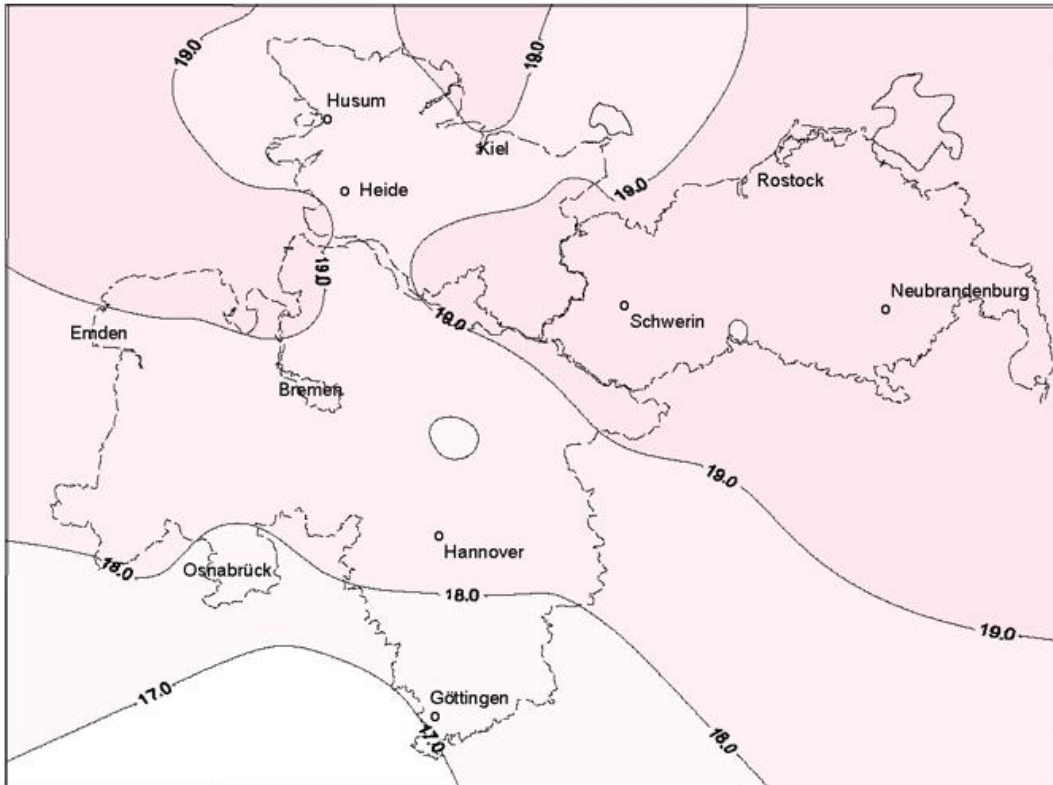 19.0
19.0
Husum
Kiel
Heide
19.0
Rostock
19.0
Neubrandenburg
Emden
19.0
Schwerin
Bremen
19.0
Hannover
18.0
Osnabrück
18.0
19.0
17.0
Göttingen
17.0
18.0